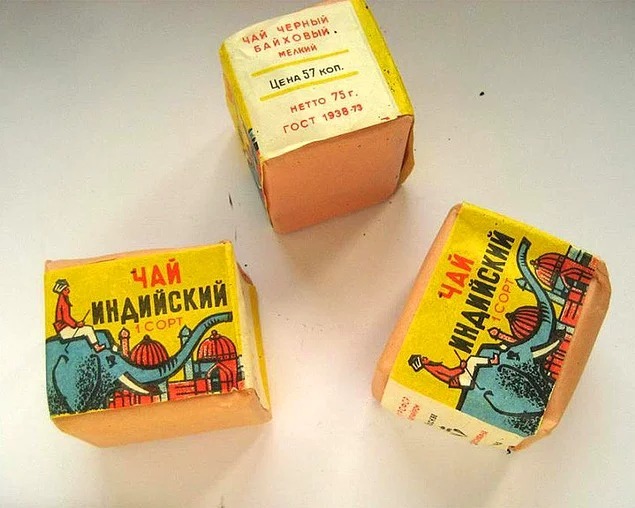 ЧАЙ ЧЕРНЫЙ
БАЙХОВЫЙ.
МЕЛКИЙ
ЦЕНА 57 КОП.
НЕТТО 75 Г.
ГОСТ 1938-73
ЧАЙ
ИНДИЙСКИЙ
1 СОРТ
ЧАЙ
ИНДИЙСКИЙ
1 СОРТ